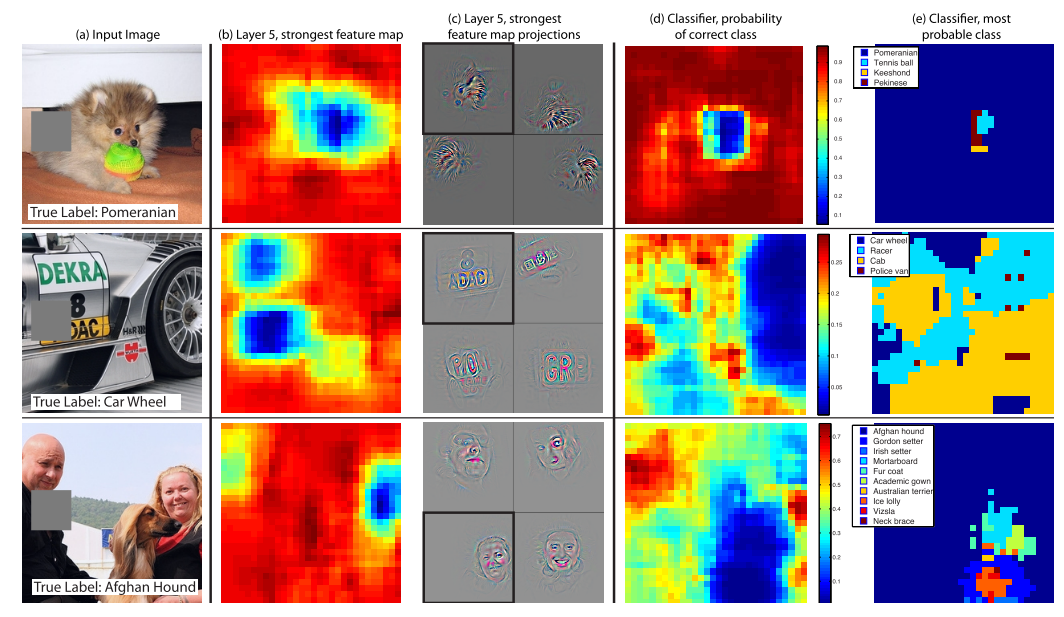 (a) Input Image
(b) Layer 5, strongest feature map
(c) Layer 5, strongest
feature map projections
(d) Classifier, probability
of correct class
(e) Classifier, most
probable class
True Label: Pomeranian
0.9
0.8
0.7
0.6
0.5
0.4
0.3
0.2
0.1
Pomeranian
Tennis ball
Keeshond
Pekinese
DEKRA
8
DAC
H&R
WÜRTH
True Label: Car Wheel
ADAC
0.25
0.2
0.15
0.1
0.05
Car wheel
Racer
Cab
Police van
True Label: Afghan Hound
0.7
0.6
0.5
0.4
0.3
0.2
0.1
Afghan hound
Gordon setter
Irish setter
Mortarboard
Fur coat
Academic gown
Australian terrier
Ice lolly
Vizsla
Neck brace